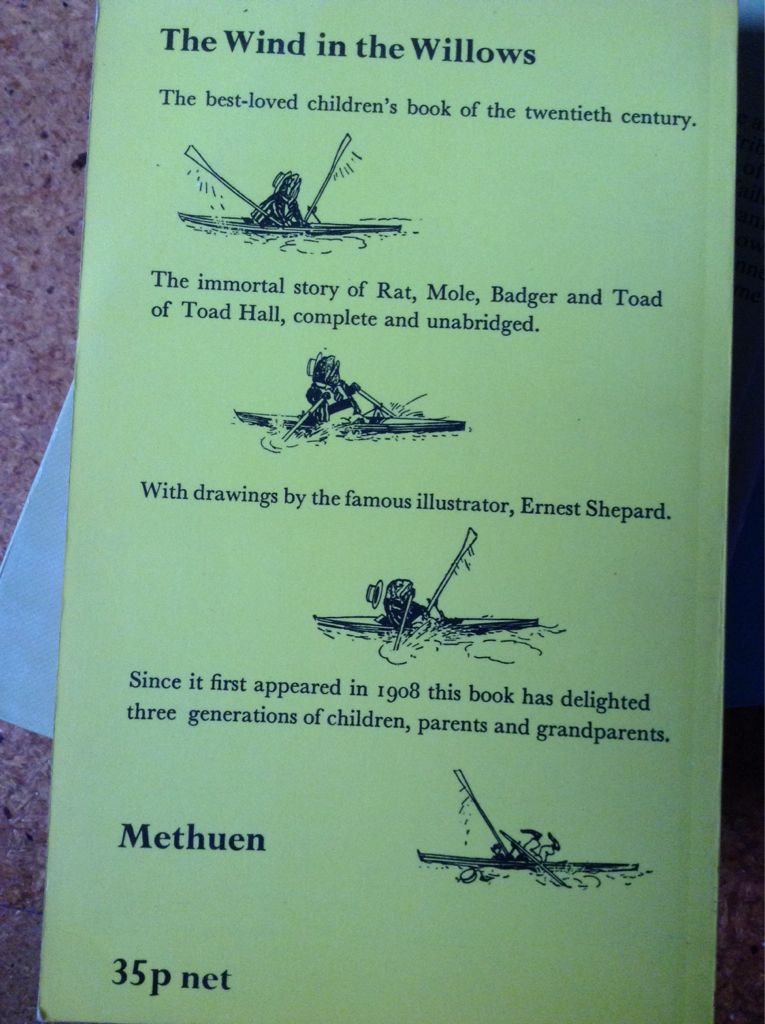 The Wind in the Willows
The best-loved children's book of the twentieth century.
The immortal story of Rat, Mole, Badger and Toad
of Toad Hall, complete and unabridged.
With drawings by the famous illustrator, Ernest Shepard.
Since it first appeared in 1908 this book has delighted
three generations of children, parents and grandparents.
Methuen
35p net